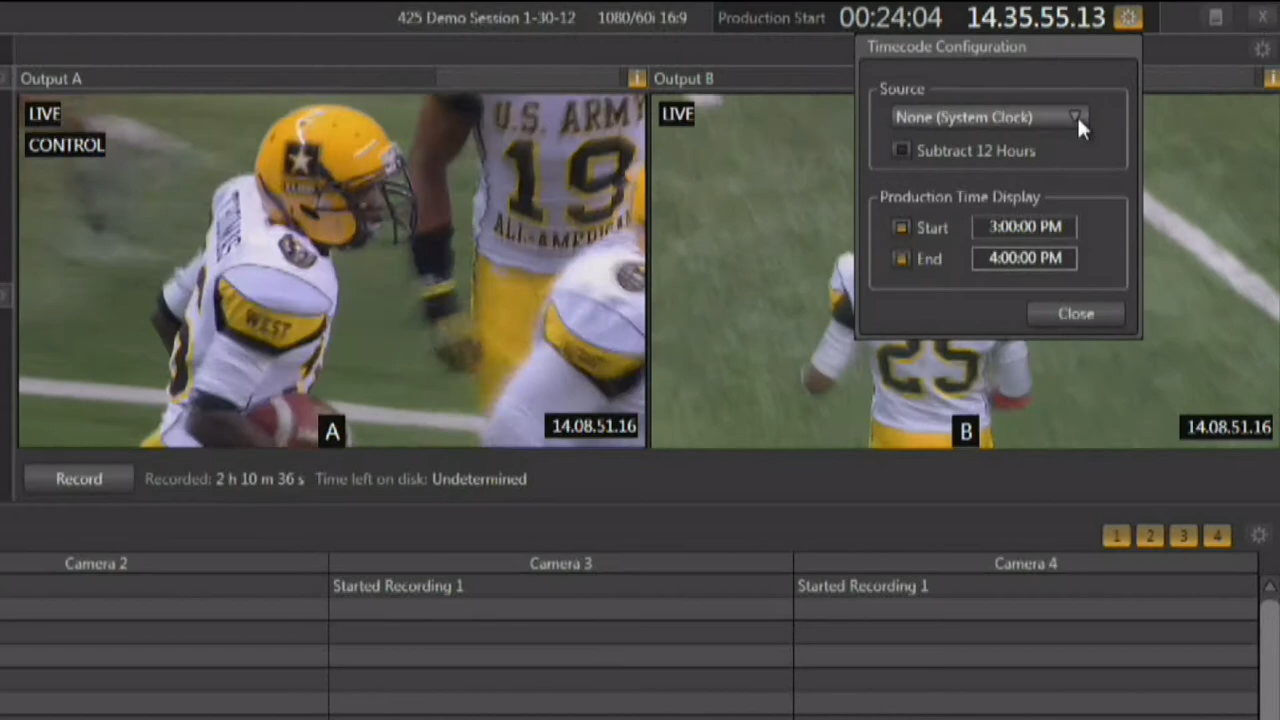 425 Demo Session 1-30-12 1080/60i 16:9 Production Start 00:24:04 14.35.55.13
Timecode Configuration
Output A
Output B
Source
None (System Clock)
Subtract 12 Hours
Production Time Display
Start 3:00:00 PM
End 4:00:00 PM
Close
LIVE
CONTROL
U.S. ARMY
19
ALL-AMERICAN
WEST
A
14.08.51.16
LIVE
25
B
14.08.51.16
Record Recorded: 2 h 10 m 36 s Time left on disk: Undetermined
1 2 3 4
Camera 2 Camera 3 Camera 4
Started Recording 1 Started Recording 1